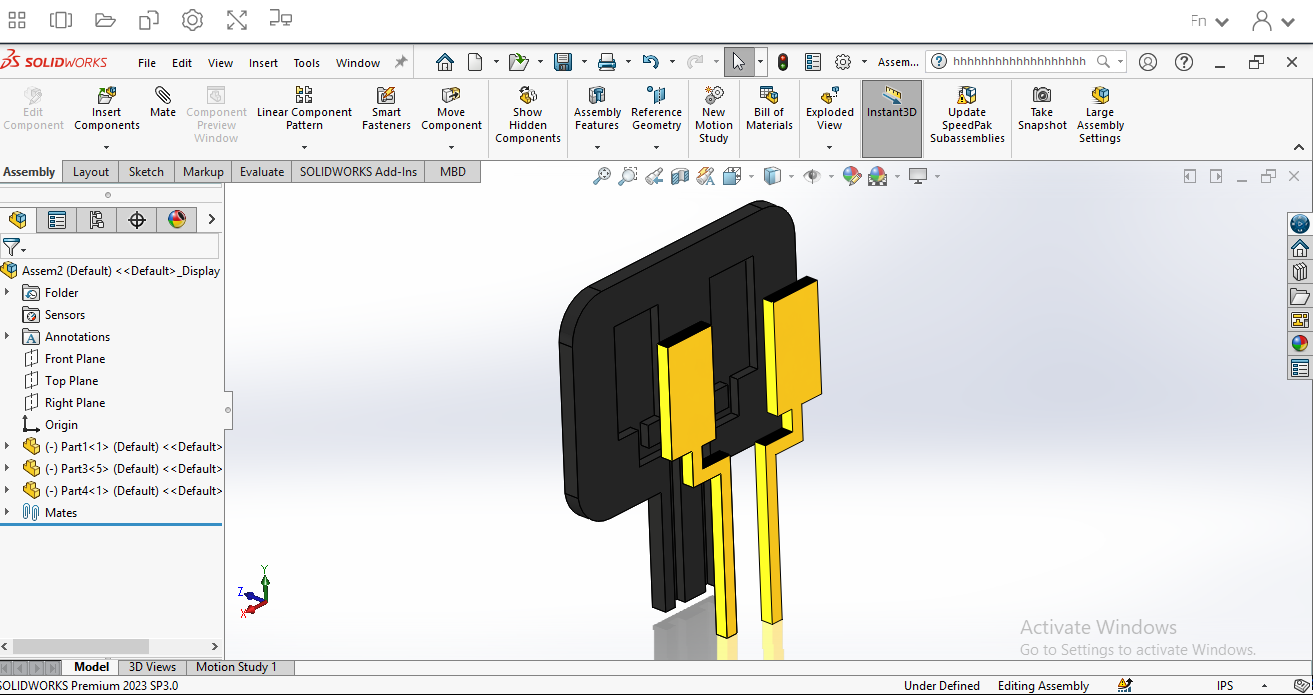 Fn
SOLIDWORKS File Edit View Insert Tools Window Assem... hhhhhhhhhhhhhhhhhhhh
Edit Component
Insert Components
Mate
Component Preview Window
Linear Component Pattern
Smart Fasteners
Move Component
Show Hidden Components
Assembly Features
Reference Geometry
New Motion Study
Bill of Materials
Exploded View
Instant3D
Update SpeedPak Subassemblies
Take Snapshot
Large Assembly Settings
Assembly Layout Sketch Markup Evaluate SOLIDWORKS Add-Ins MBD
Assem2 (Default) <<Default>_Display
Folder
Sensors
A Annotations
Front Plane
Top Plane
Right Plane
Origin
(-) Part1<1> (Default) <<Default>
(-) Part3<5> (Default) <<Default>
(-) Part4<1> (Default) <<Default>
Mates
Y
Z
X
Activate Windows
Go to Settings to activate Windows.
Model 3D Views Motion Study 1
SOLIDWORKS Premium 2023 SP3.0 Under Defined Editing Assembly IPS